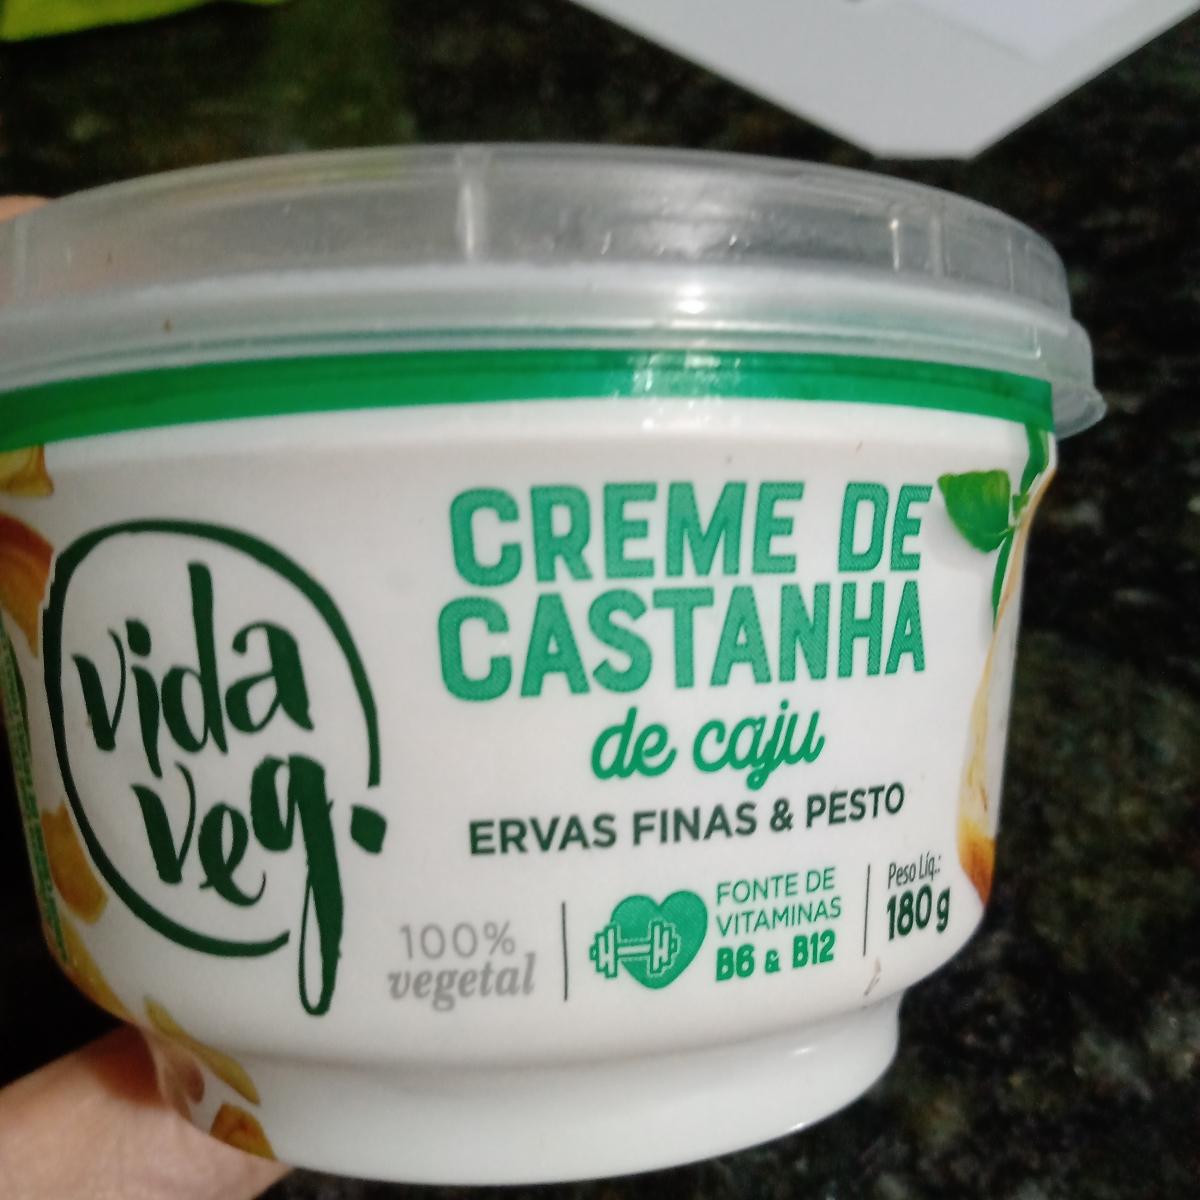 vida
veg.
CREME DE
CASTANHA
de caju
ERVAS FINAS & PESTO
100%
vegetal
FONTE DE
VITAMINAS
B6 & B12
Peso Líq.:
180g